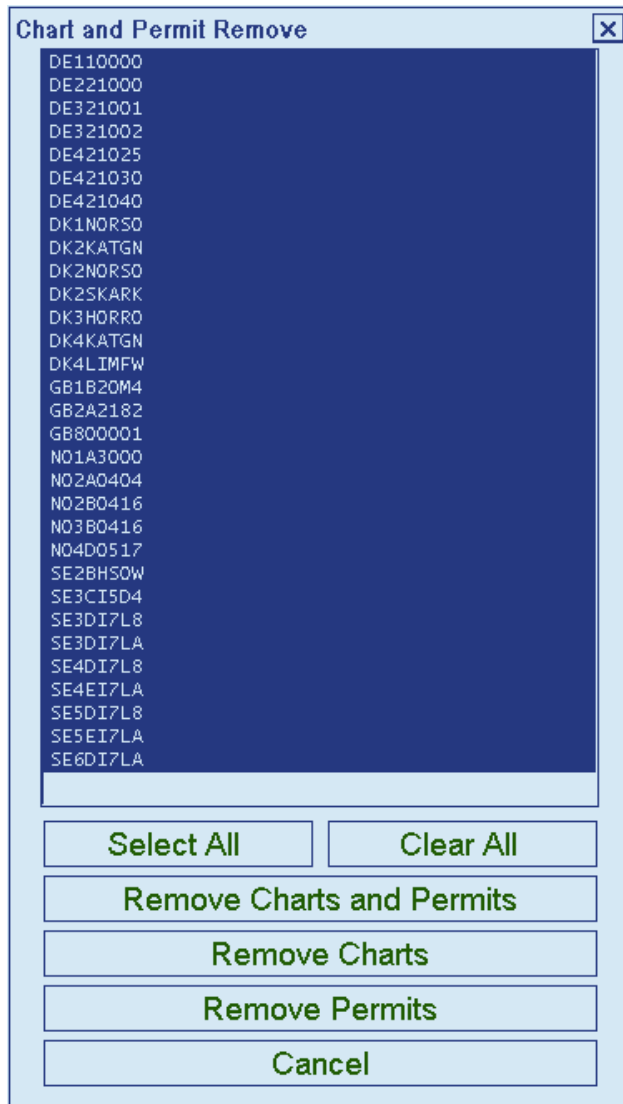 Chart and Permit Remove
DE110000
DE221000
DE321001
DE321002
DE421025
DE421030
DE421040
DK1NORSO
DK2KATGN
DK2NORSO
DK2SKARK
DK3HORRO
DK4KATGN
DK4LIMFW
GB1B20M4
GB2A2182
GB800001
NO1A3000
NO2A0404
NO2B0416
NO3B0416
NO4D0517
SE2BHSOW
SE3CI5D4
SE3DI7L8
SE3DI7LA
SE4DI7L8
SE4EI7LA
SE5DI7L8
SE5EI7LA
SE6DI7LA
Select All Clear All
Remove Charts and Permits
Remove Charts
Remove Permits
Cancel